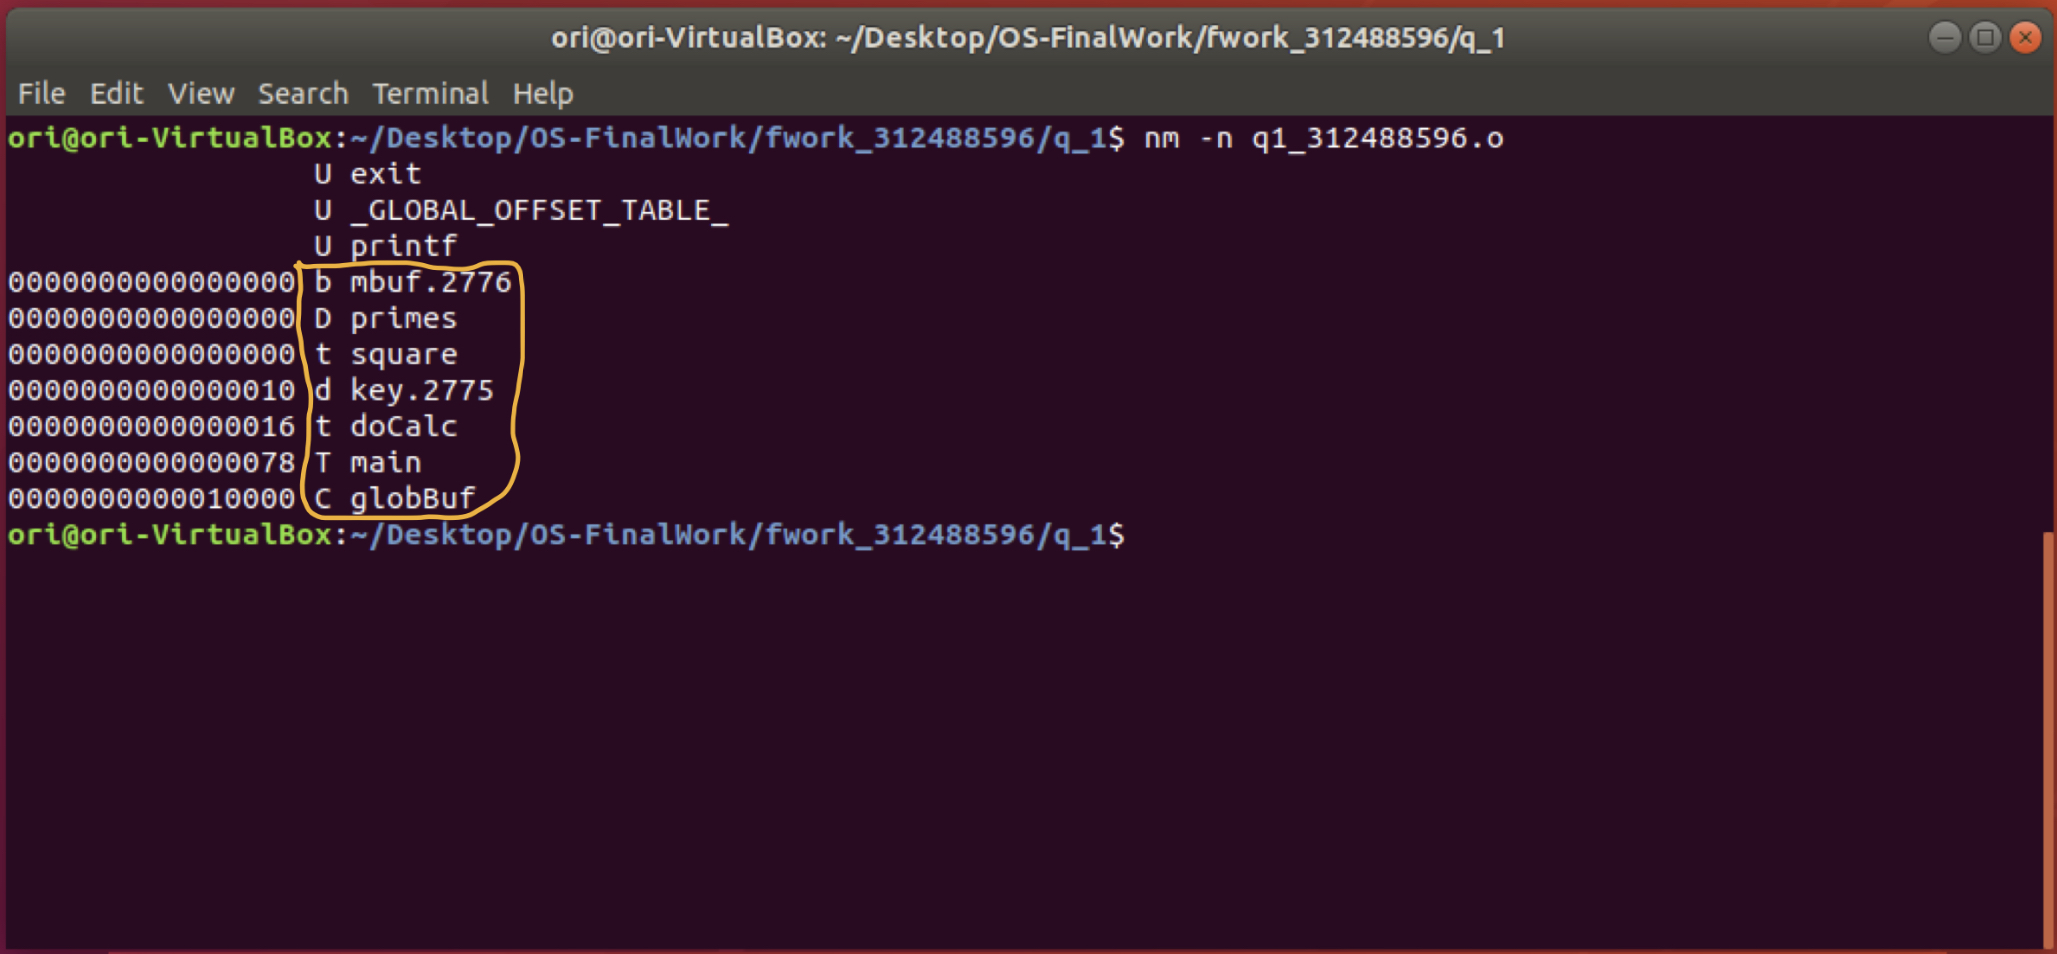 ori@ori-VirtualBox: ~/Desktop/OS-FinalWork/fwork_312488596/q_1
File Edit View Search Terminal Help
ori@ori-VirtualBox:~/Desktop/OS-FinalWork/fwork_312488596/q_1$ nm -n q1_312488596.o
U exit
U _GLOBAL_OFFSET_TABLE_
U printf
0000000000000000 b mbuf.2776
0000000000000000 D primes
0000000000000000 t square
0000000000000010 d key.2775
0000000000000016 t doCalc
0000000000000078 T main
0000000000010000 C globBuf
ori@ori-VirtualBox:~/Desktop/OS-FinalWork/fwork_312488596/q_1$